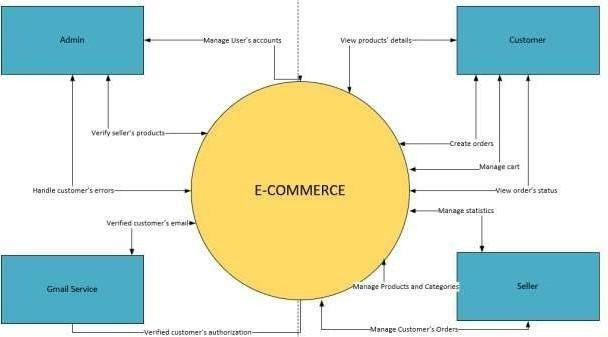 Admin
Manage User's accounts
View products' details
Customer
Verify seller's products
Create orders
Manage cart
Handle customer's errors
E-COMMERCE
View order's status
Manage statistics
Verified customer's email
Gmail Service
Manage Products and Categories
Seller
Verified customer's authorization
Manage Customer's Orders